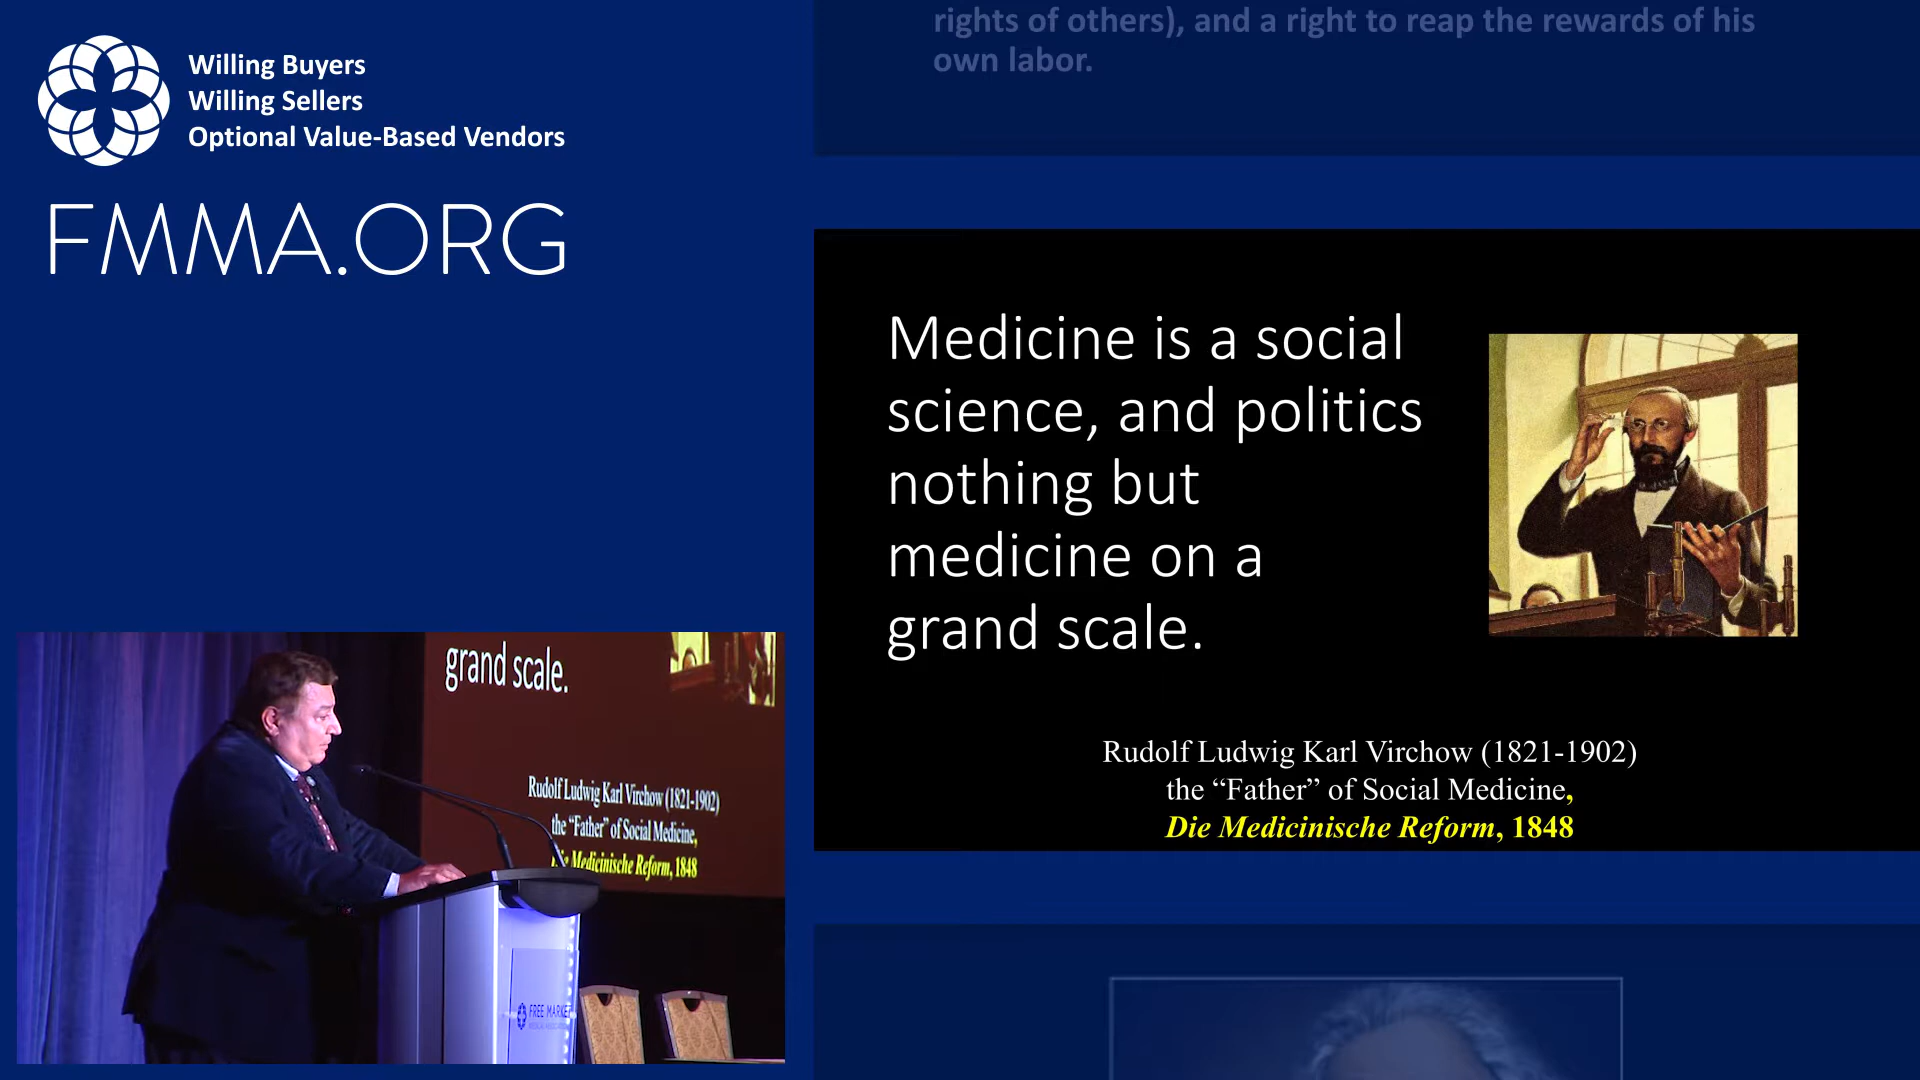 Willing Buyers
Willing Sellers
Optional Value-Based Vendors
FMMA.ORG
rights of others), and a right to reap the rewards of his
own labor.
Medicine is a social
science, and politics
nothing but
medicine on a
grand scale.
Rudolf Ludwig Karl Virchow (1821-1902)
the “Father” of Social Medicine,
Die Medicinische Reform, 1848
grand scale.
Rudolf Ludwig Karl Virchow (1821-1902)
the “Father” of Social Medicine,
Die Medicinische Reform, 1848
FREE MARKET